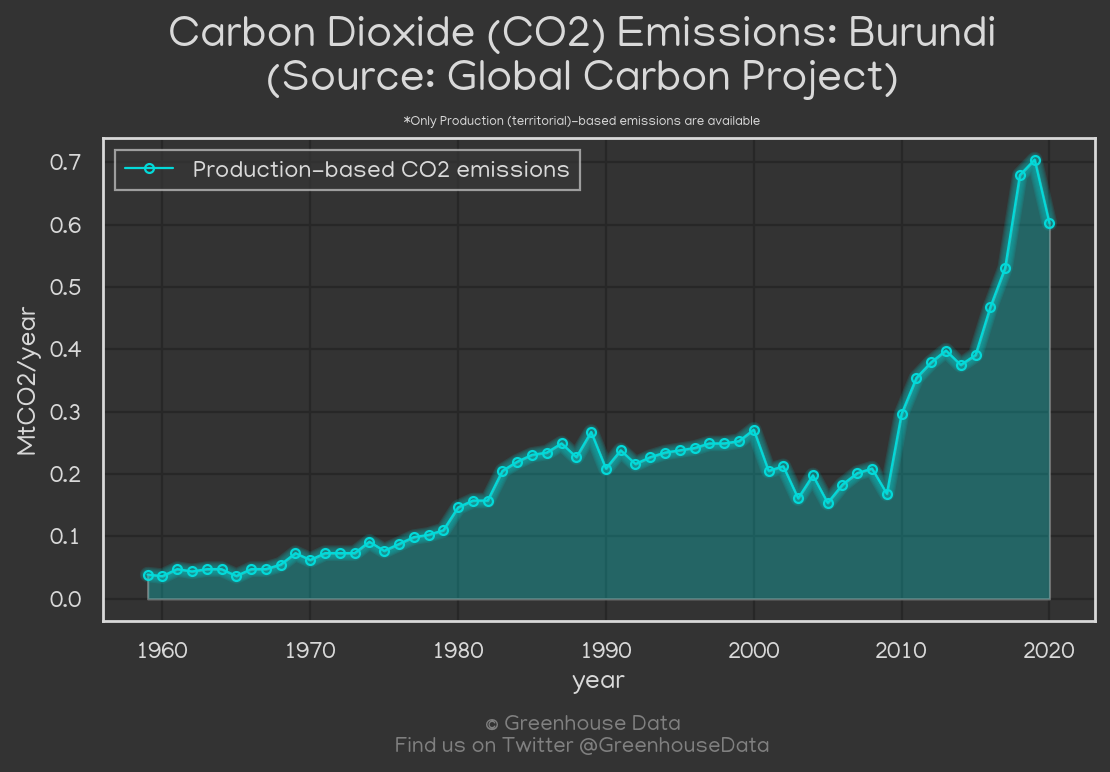 Carbon Dioxide (CO2) Emissions: Burundi
(Source: Global Carbon Project)
*Only Production (territorial)-based emissions are available
Production-based CO2 emissions
MtCO2/year
0.7
0.6
0.5
0.4
0.3
0.2
0.1
0.0
1960 1970 1980 1990 2000 2010 2020
year
© Greenhouse Data
Find us on Twitter @GreenhouseData